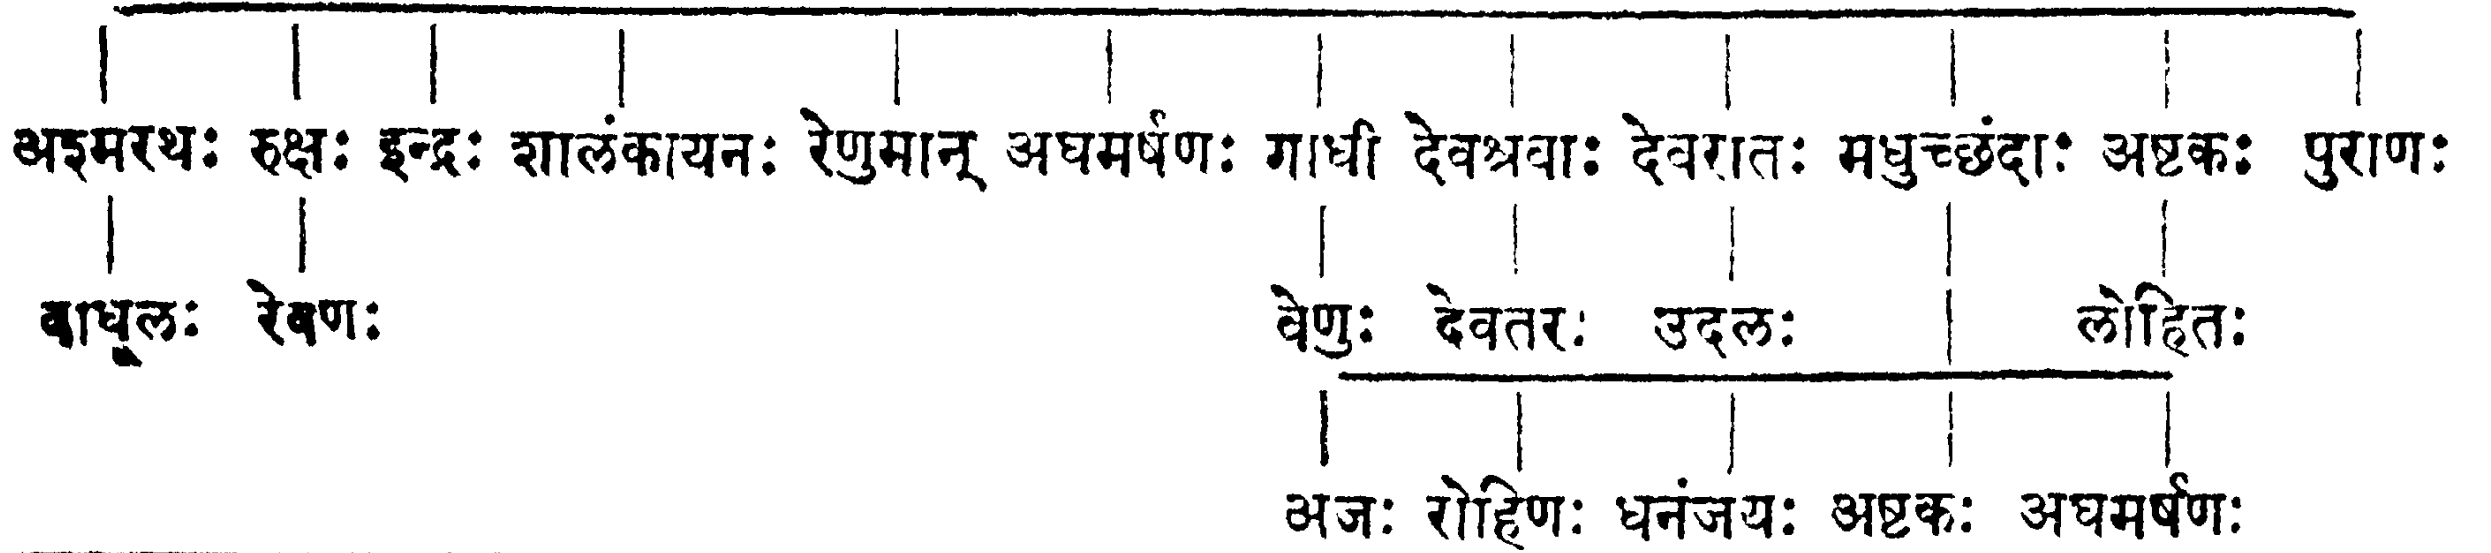 अश्मरथः रुक्षः इन्द्रः शालंकायनः रेणुमान् अघमर्षणः गाधी देवश्रवाः देवरातः मधुच्छंदाः अष्टकः पुराणः
वाधूलः रेवणः वेणुः देवतरः उदलः लोहितः
अजः रोहिणः धनंजयः अष्टकः अघमर्षणः